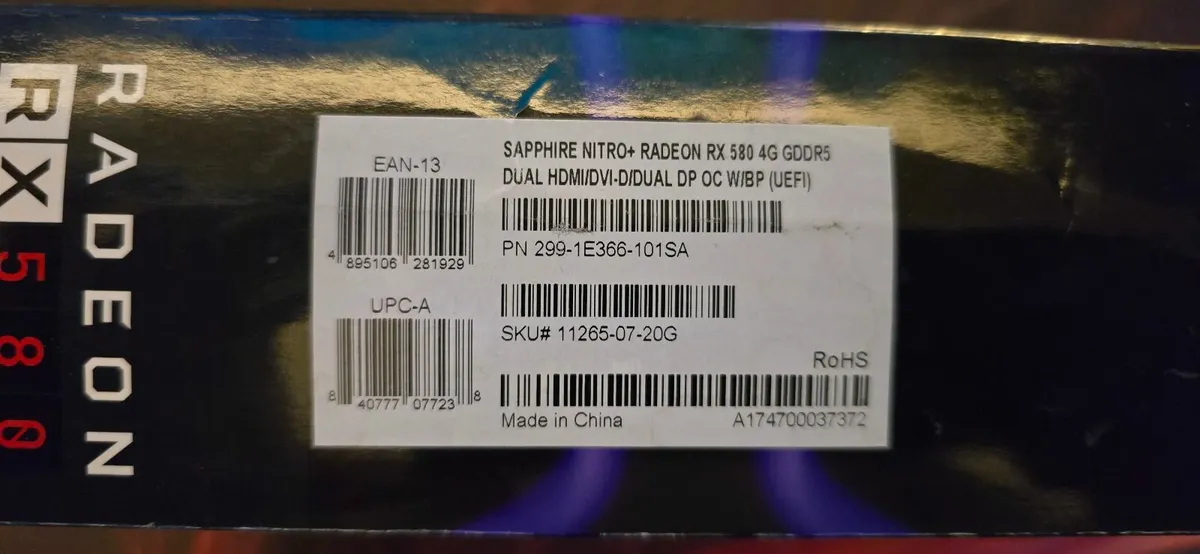 RADEON
RX
580
EAN-13
4 895106 281929
UPC-A
8 40777 07723 8
SAPPHIRE NITRO+ RADEON RX 580 4G GDDR5
DUAL HDMI/DVI-D/DUAL DP OC W/BP (UEFI)
PN 299-1E366-101SA
SKU# 11265-07-20G
RoHS
Made in China
A174700037372